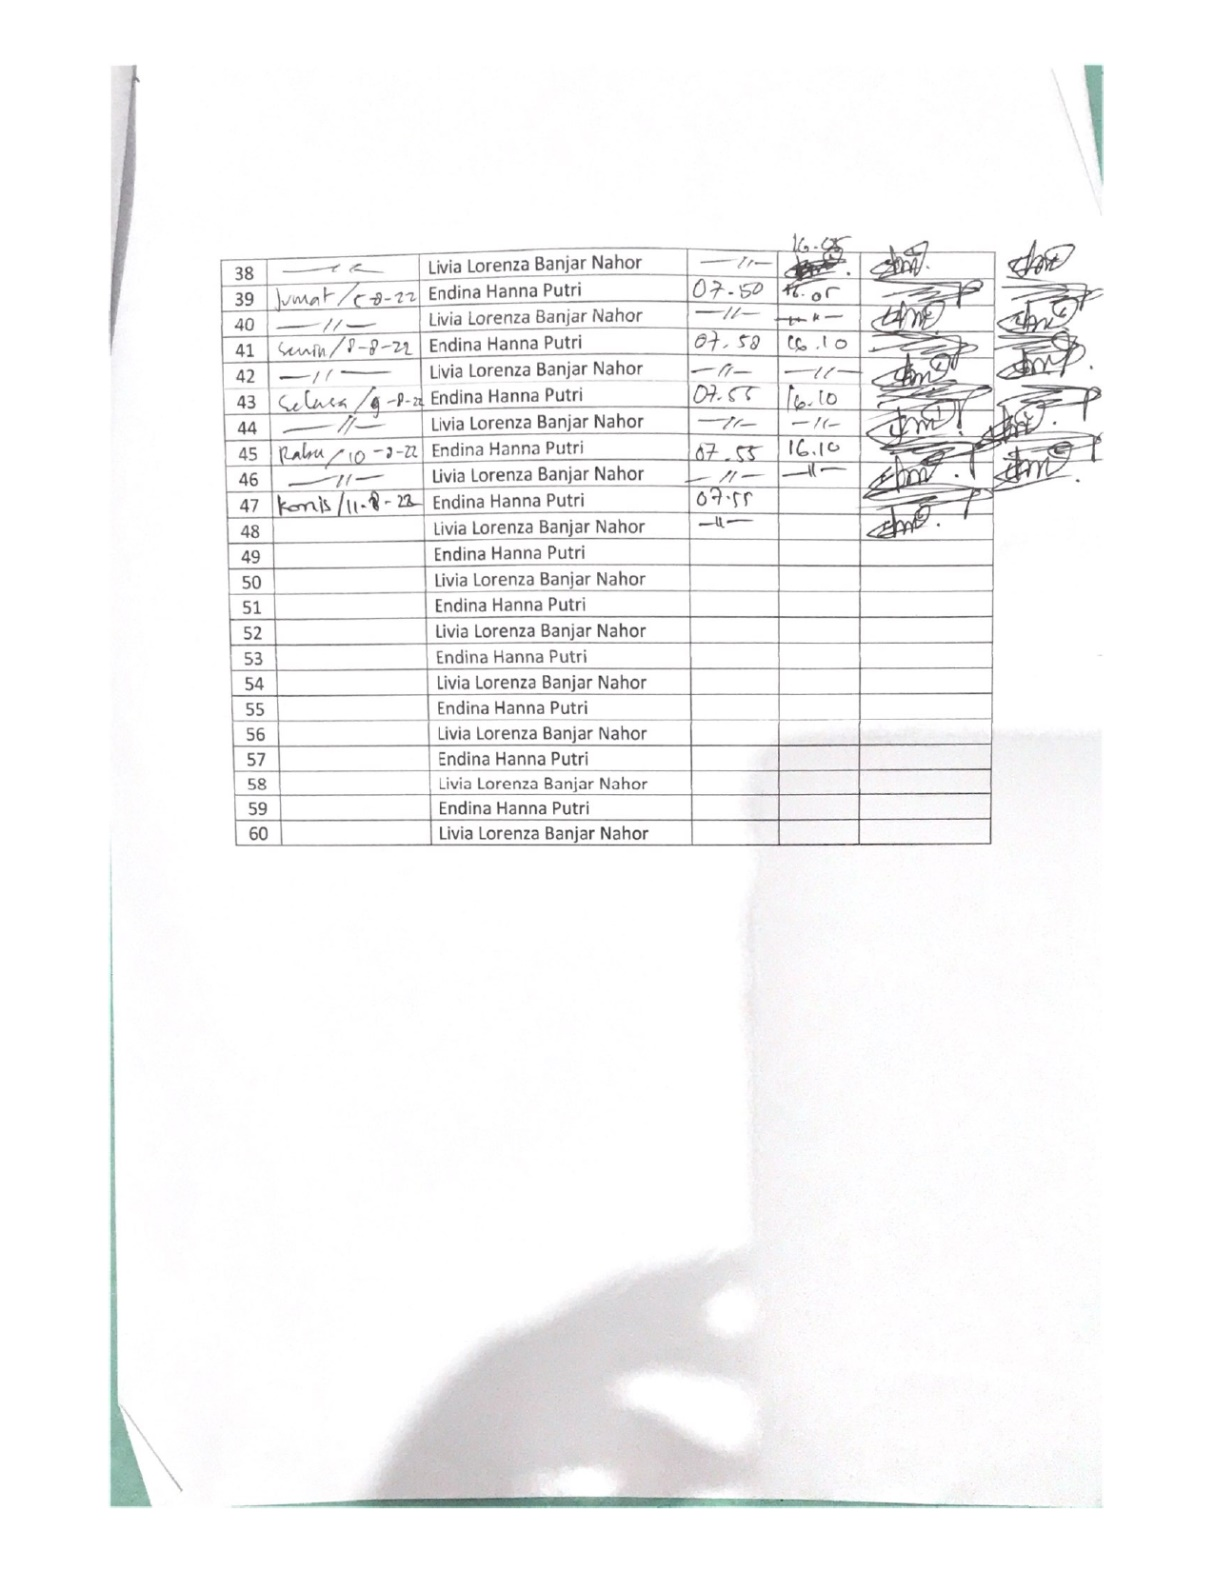 16.05
38 —〃— Livia Lorenza Banjar Nahor —〃—
39 Jumat/5-8-22 Endina Hanna Putri 07.50 16.05
40 —〃— Livia Lorenza Banjar Nahor —〃— —〃—
41 Senin/8-8-22 Endina Hanna Putri 07.50 16.10
42 —〃— Livia Lorenza Banjar Nahor —〃— —〃—
43 Selasa/9-8-22 Endina Hanna Putri 07.55 16.10
44 —〃— Livia Lorenza Banjar Nahor —〃— —〃—
45 Rabu/10-8-22 Endina Hanna Putri 07.55 16.10
46 —〃— Livia Lorenza Banjar Nahor —〃— —〃—
47 Kamis/11-8-22 Endina Hanna Putri 07.55
48 Livia Lorenza Banjar Nahor —〃—
49 Endina Hanna Putri
50 Livia Lorenza Banjar Nahor
51 Endina Hanna Putri
52 Livia Lorenza Banjar Nahor
53 Endina Hanna Putri
54 Livia Lorenza Banjar Nahor
55 Endina Hanna Putri
56 Livia Lorenza Banjar Nahor
57 Endina Hanna Putri
58 Livia Lorenza Banjar Nahor
59 Endina Hanna Putri
60 Livia Lorenza Banjar Nahor